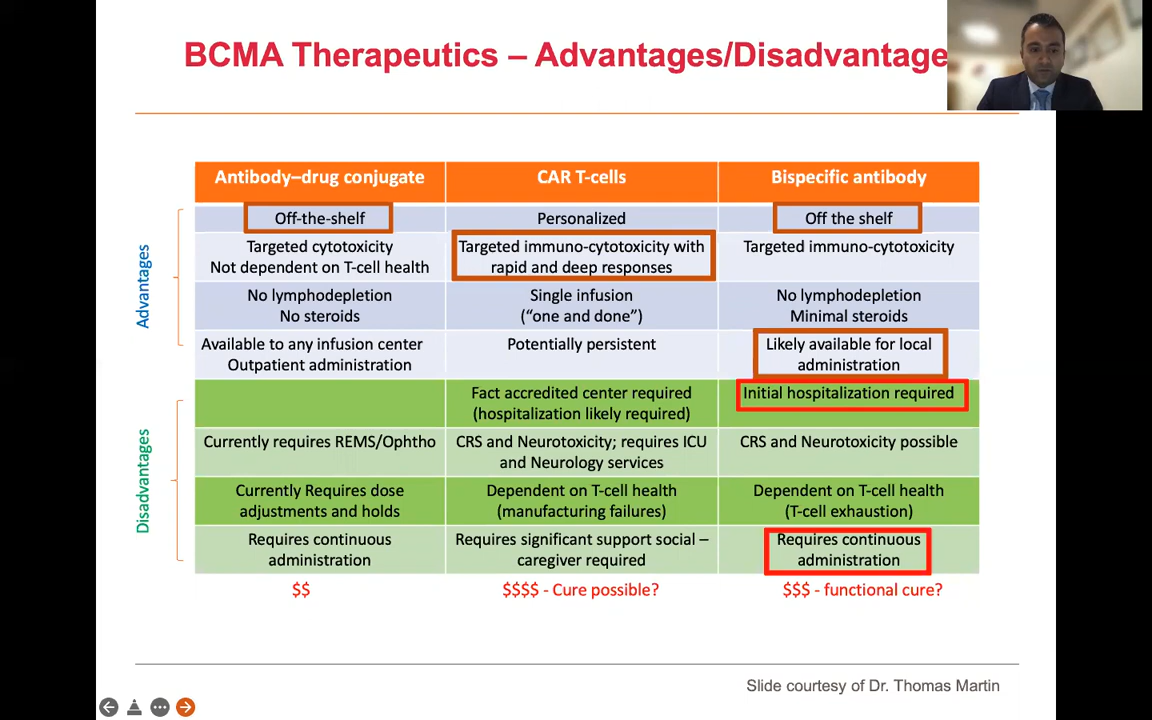 BCMA Therapeutics – Advantages/Disadvantage
Antibody–drug conjugate
CAR T-cells
Bispecific antibody
Advantages
Off-the-shelf
Personalized
Off the shelf
Targeted cytotoxicity
Not dependent on T-cell health
Targeted immuno-cytotoxicity with
rapid and deep responses
Targeted immuno-cytotoxicity
No lymphodepletion
No steroids
Single infusion
(“one and done”)
No lymphodepletion
Minimal steroids
Available to any infusion center
Outpatient administration
Potentially persistent
Likely available for local
administration
Disadvantages
Fact accredited center required
(hospitalization likely required)
Initial hospitalization required
Currently requires REMS/Ophtho
CRS and Neurotoxicity; requires ICU
and Neurology services
CRS and Neurotoxicity possible
Currently Requires dose
adjustments and holds
Dependent on T-cell health
(manufacturing failures)
Dependent on T-cell health
(T-cell exhaustion)
Requires continuous
administration
Requires significant support social –
caregiver required
Requires continuous
administration
$$
$$$$ - Cure possible?
$$$ - functional cure?
Slide courtesy of Dr. Thomas Martin